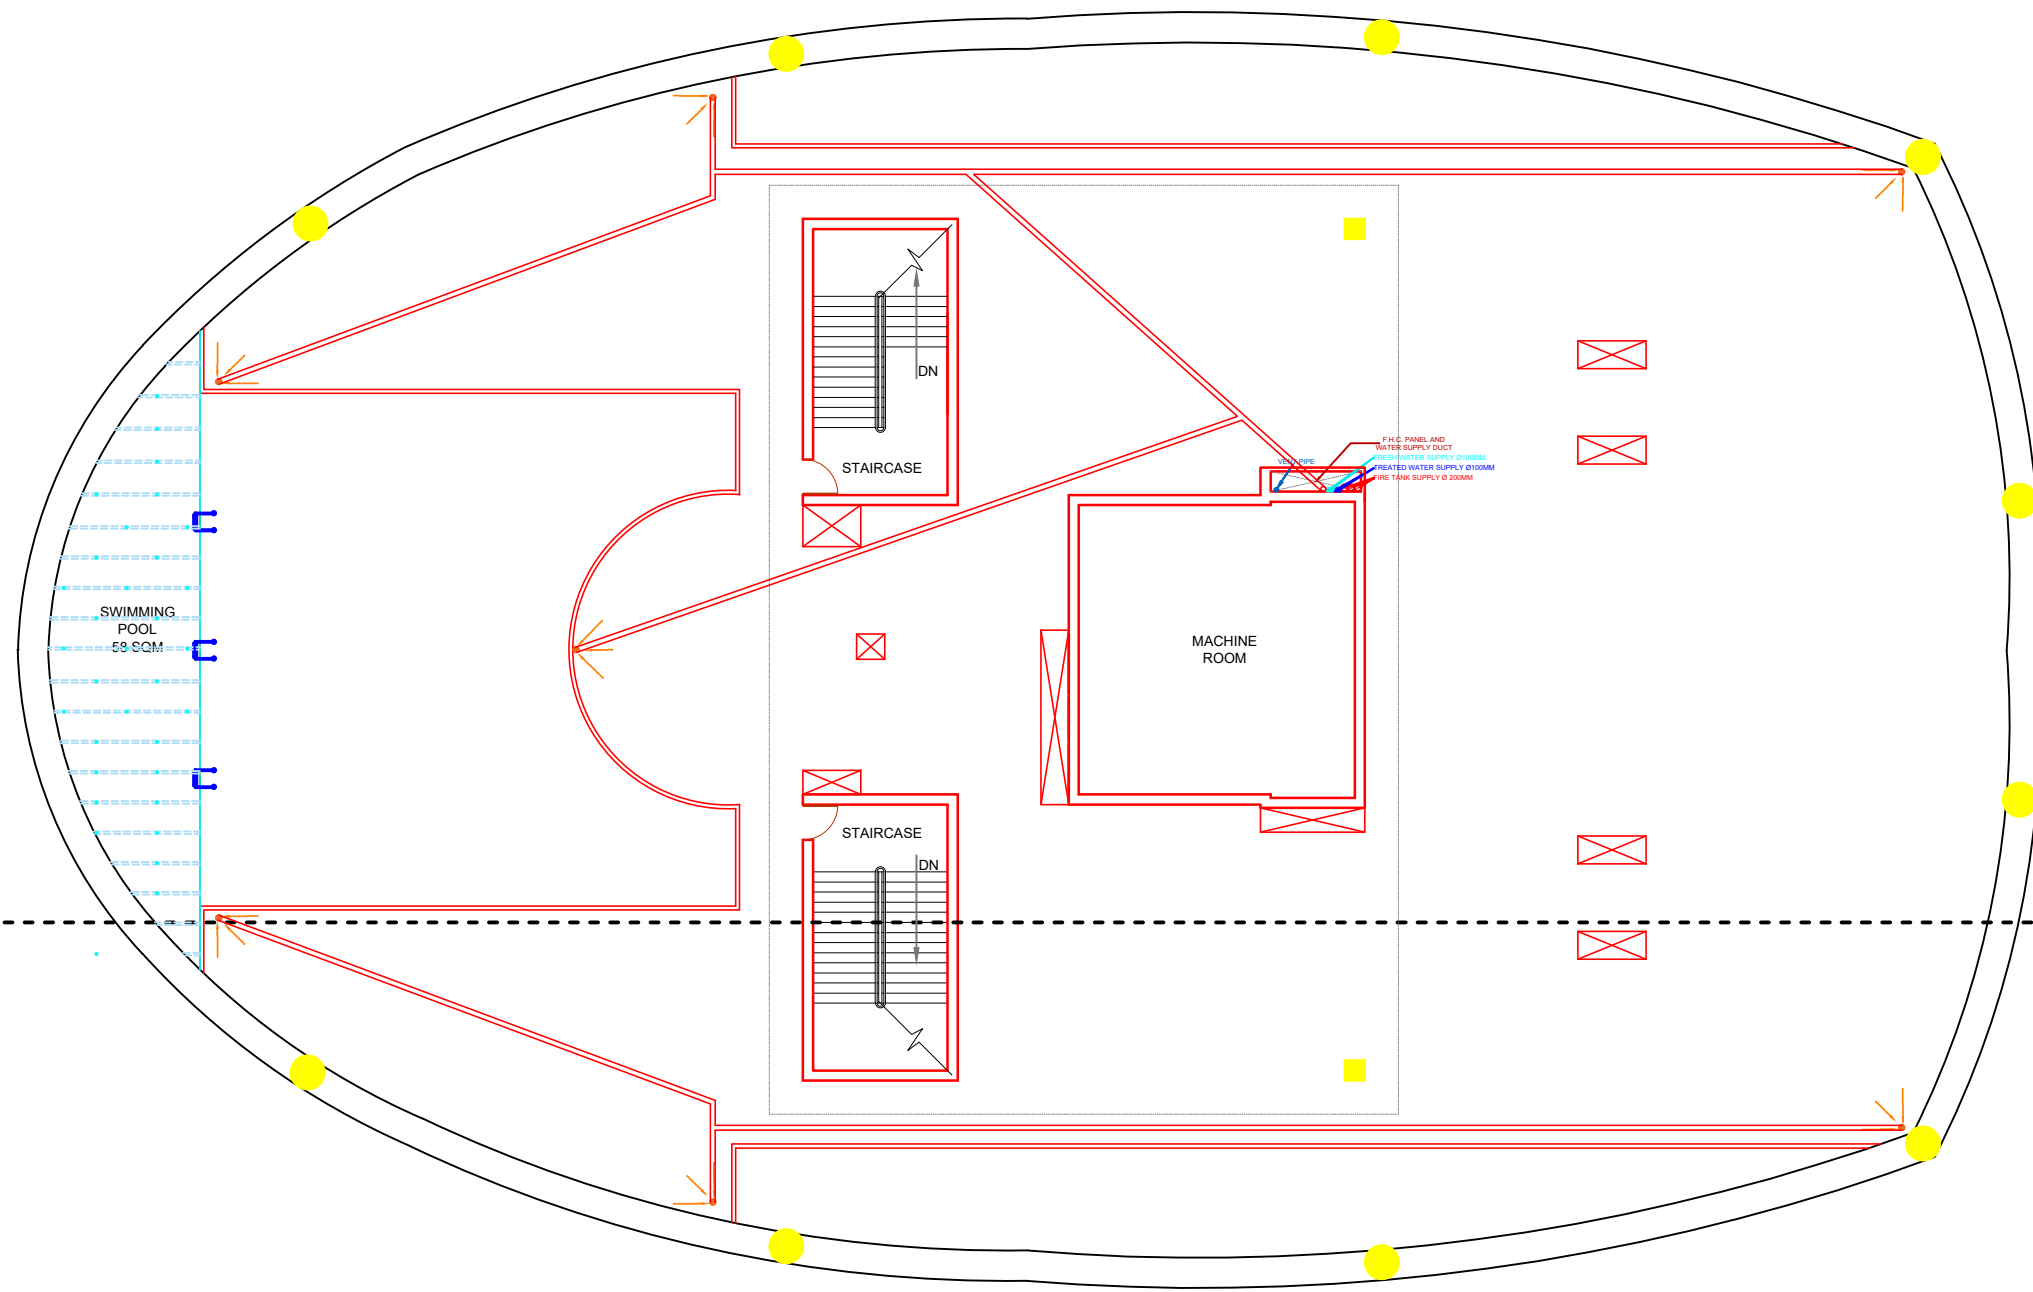 DN
STAIRCASE
F.H.C. PANEL AND
WATER SUPPLY DUCT
VENT PIPE
FRESH WATER SUPPLY Ø100MM
TREATED WATER SUPPLY Ø100MM
FIRE TANK SUPPLY Ø 200MM
SWIMMING
POOL
58 SQM
MACHINE
ROOM
STAIRCASE
DN